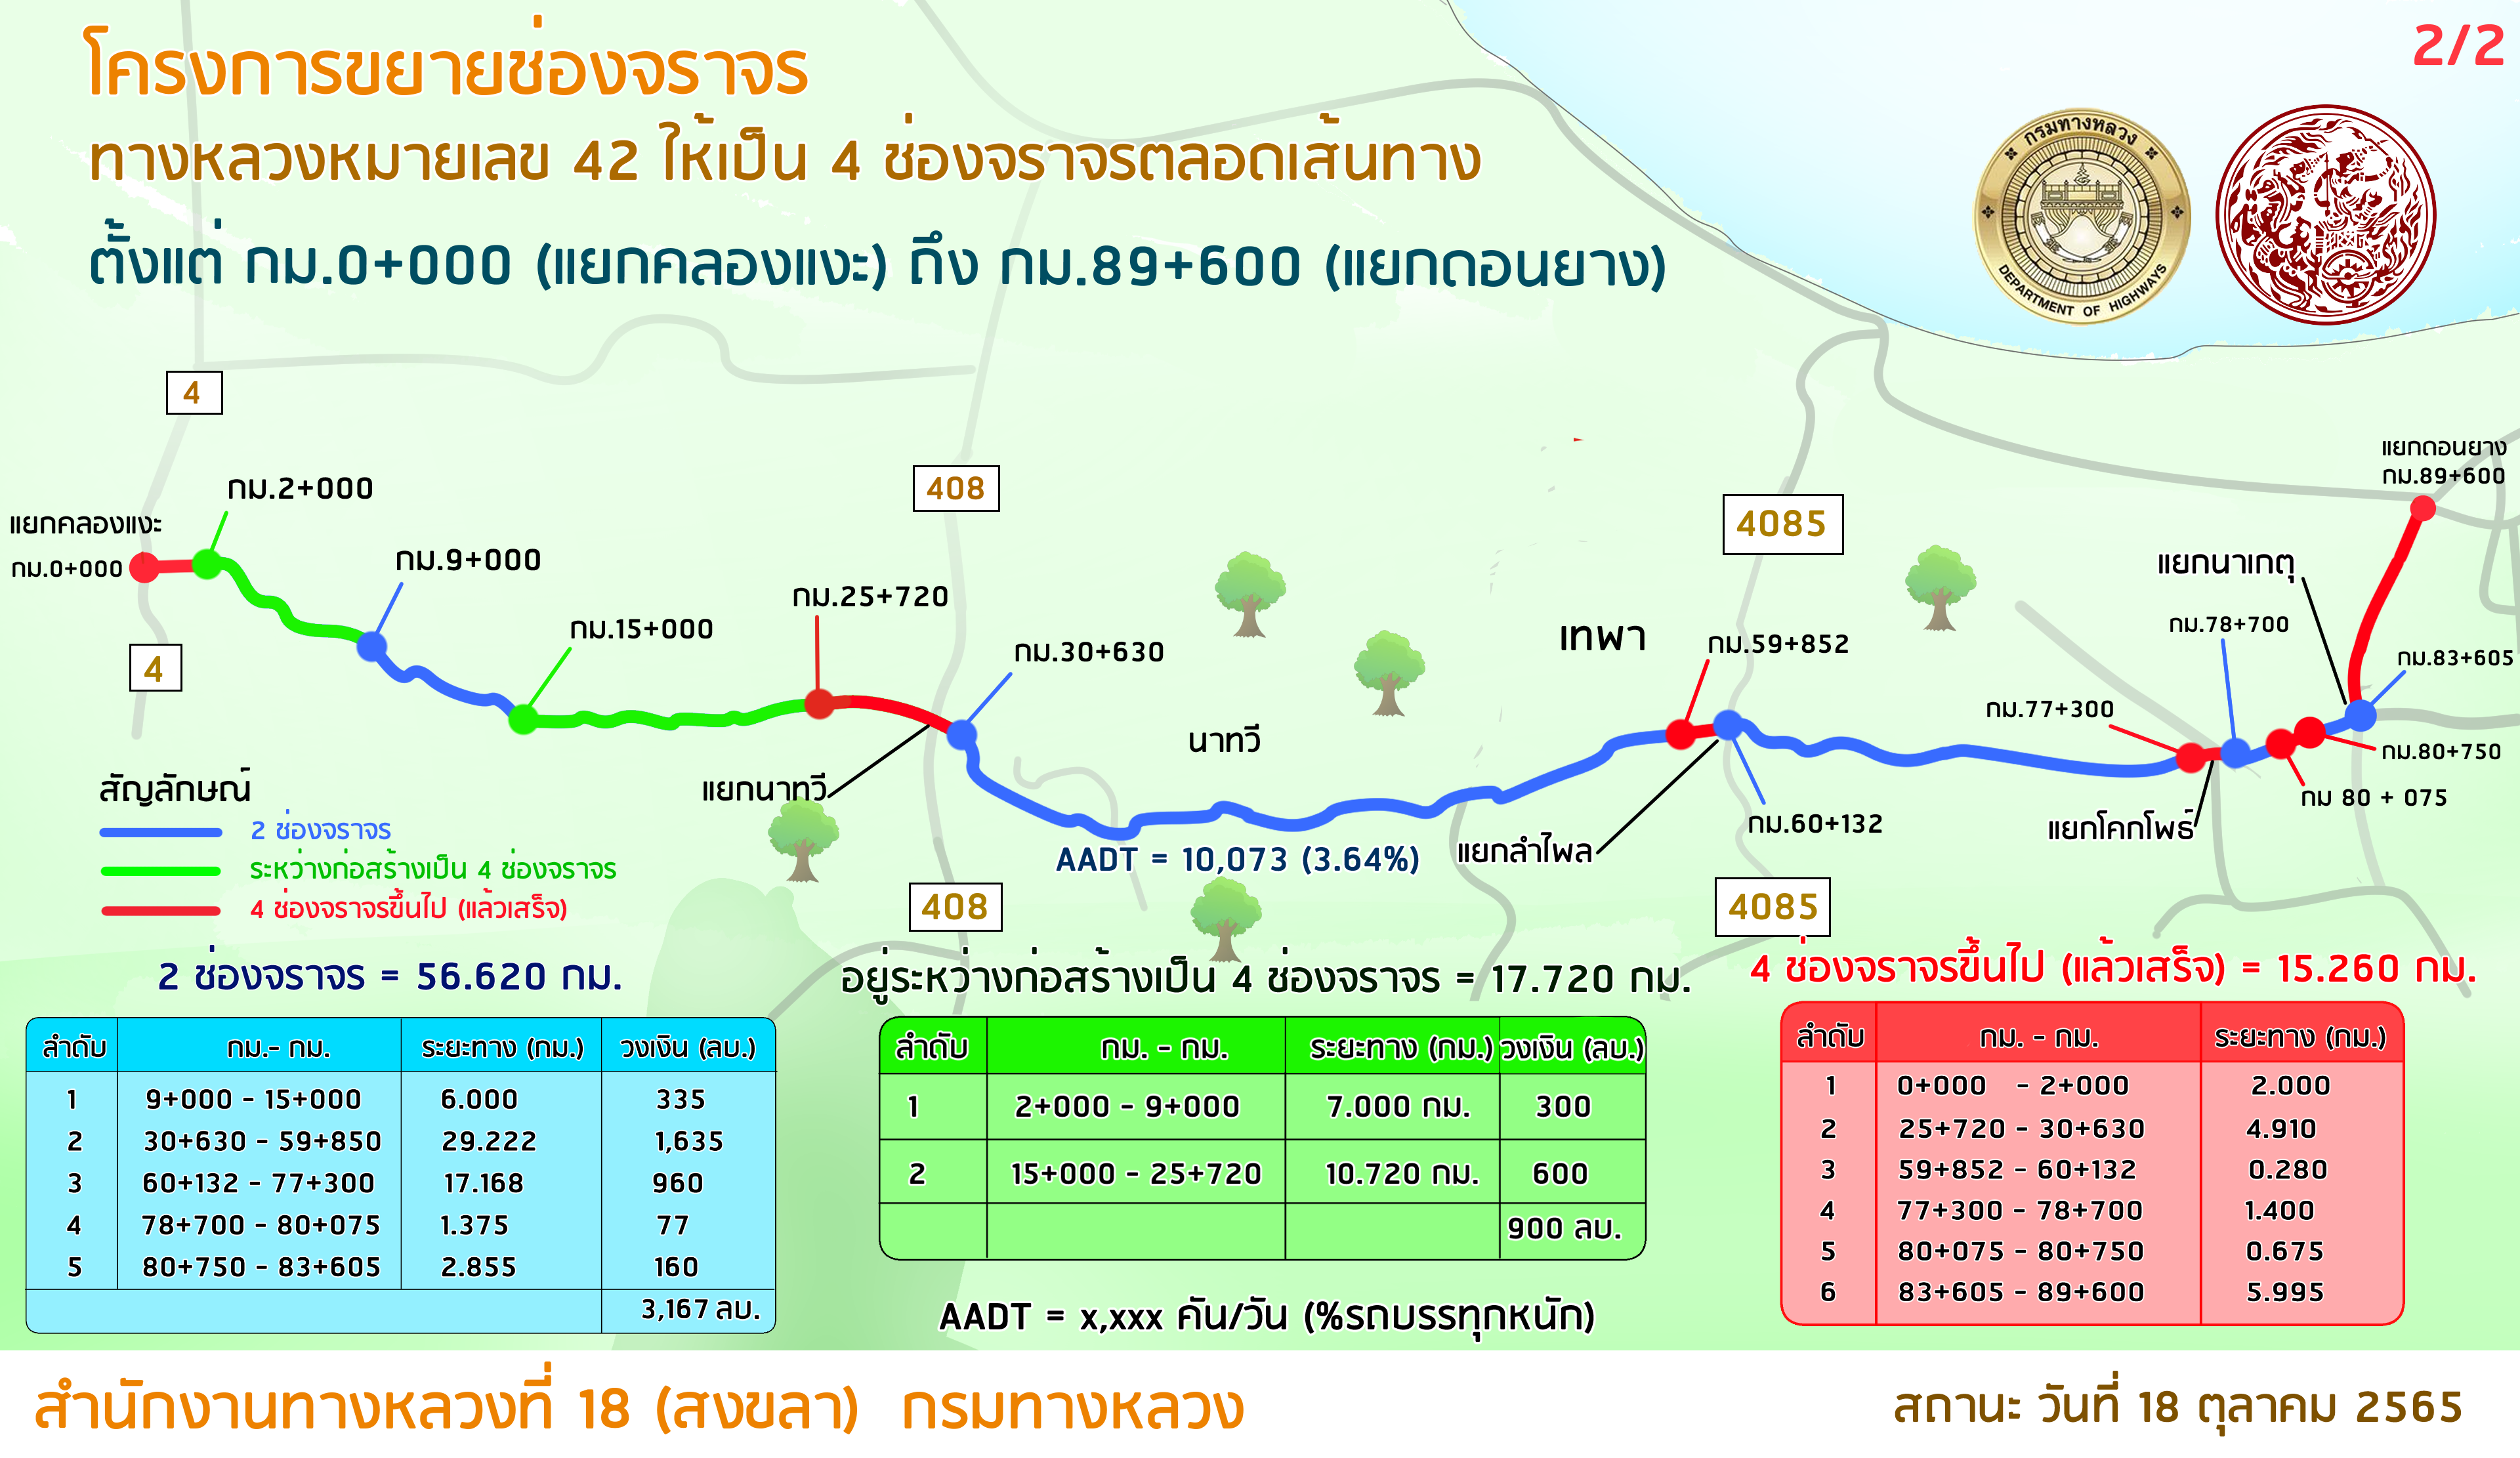 2/2
โครงการขยายช่องจราจร
ทางหลวงหมายเลข 42 ให้เป็น 4 ช่องจราจรตลอดเส้นทาง
ตั้งแต่ กม.0+000 (แยกคลองแงะ) ถึง กม.89+600 (แยกดอนยาง)
กรมทางหลวง
DEPARTMENT OF HIGHWAYS
4
408
4085
แยกดอนยาง
กม.89+600
กม.2+000
แยกคลองแงะ
กม.0+000
กม.9+000
กม.15+000
กม.25+720
กม.30+630
เทพา
กม.59+852
แยกนาเกตุ
กม.78+700
กม.83+605
กม.77+300
กม.80+750
กม 80 + 075
4
นาทวี
แยกนาทวี
กม.60+132
แยกโคกโพธ์
แยกลำไพล
AADT = 10,073 (3.64%)
408
4085
สัญลักษณ์
2 ช่องจราจร
ระหว่างก่อสร้างเป็น 4 ช่องจราจร
4 ช่องจราจรขึ้นไป (แล้วเสร็จ)
2 ช่องจราจร = 56.620 กม.
ลำดับ กม.- กม. ระยะทาง (กม.) วงเงิน (ลบ.)
1 9+000 - 15+000 6.000 335
2 30+630 - 59+850 29.222 1,635
3 60+132 - 77+300 17.168 960
4 78+700 - 80+075 1.375 77
5 80+750 - 83+605 2.855 160
3,167 ลบ.
อยู่ระหว่างก่อสร้างเป็น 4 ช่องจราจร = 17.720 กม.
ลำดับ กม. - กม. ระยะทาง (กม.) วงเงิน (ลบ.)
1 2+000 - 9+000 7.000 กม. 300
2 15+000 - 25+720 10.720 กม. 600
900 ลบ.
AADT = x,xxx คัน/วัน (%รถบรรทุกหนัก)
4 ช่องจราจรขึ้นไป (แล้วเสร็จ) = 15.260 กม.
ลำดับ กม. - กม. ระยะทาง (กม.)
1 0+000 - 2+000 2.000
2 25+720 - 30+630 4.910
3 59+852 - 60+132 0.280
4 77+300 - 78+700 1.400
5 80+075 - 80+750 0.675
6 83+605 - 89+600 5.995
สำนักงานทางหลวงที่ 18 (สงขลา) กรมทางหลวง
สถานะ วันที่ 18 ตุลาคม 2565